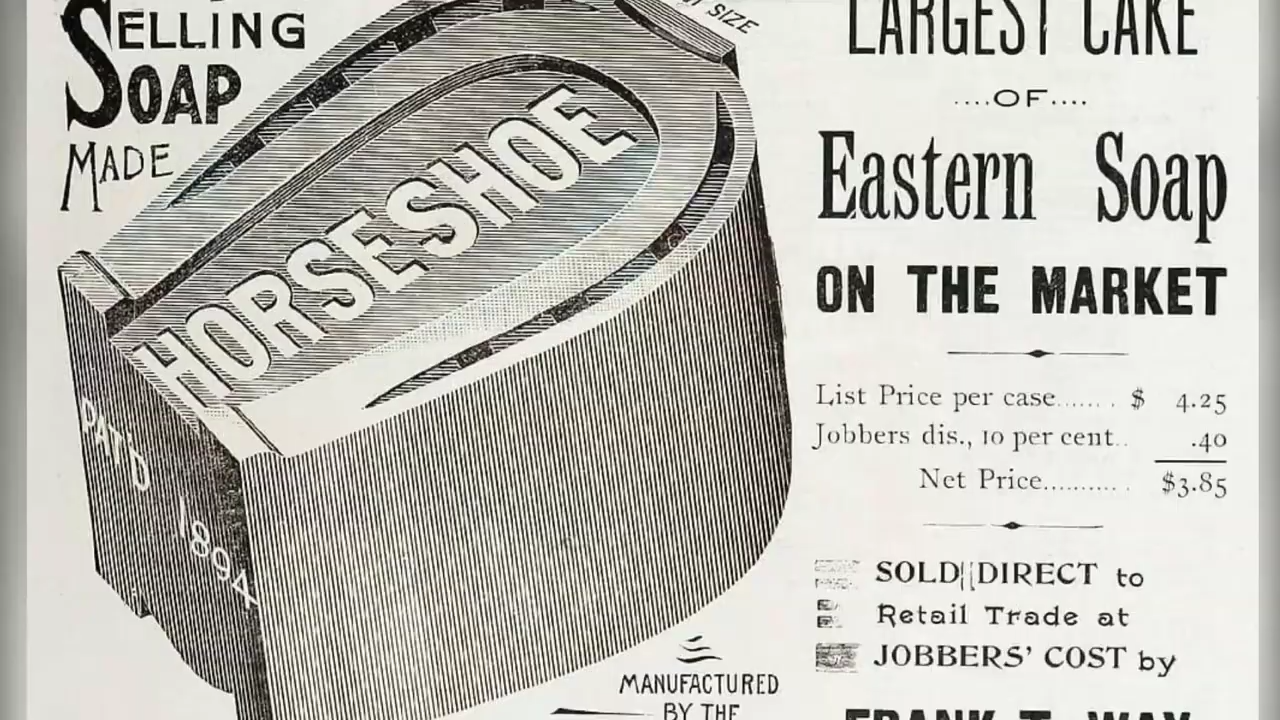 SELLING
SOAP
MADE
SIZE
HORSESHOE
PAT'D
1894
MANUFACTURED
BY THE
LARGEST CAKE
....OF....
Eastern Soap
ON THE MARKET
List Price per case....... $ 4.25
Jobbers dis., 10 per cent.. .40
Net Price.......... . $3.85
SOLD DIRECT to
Retail Trade at
JOBBERS' COST by
FRANK T. WAY